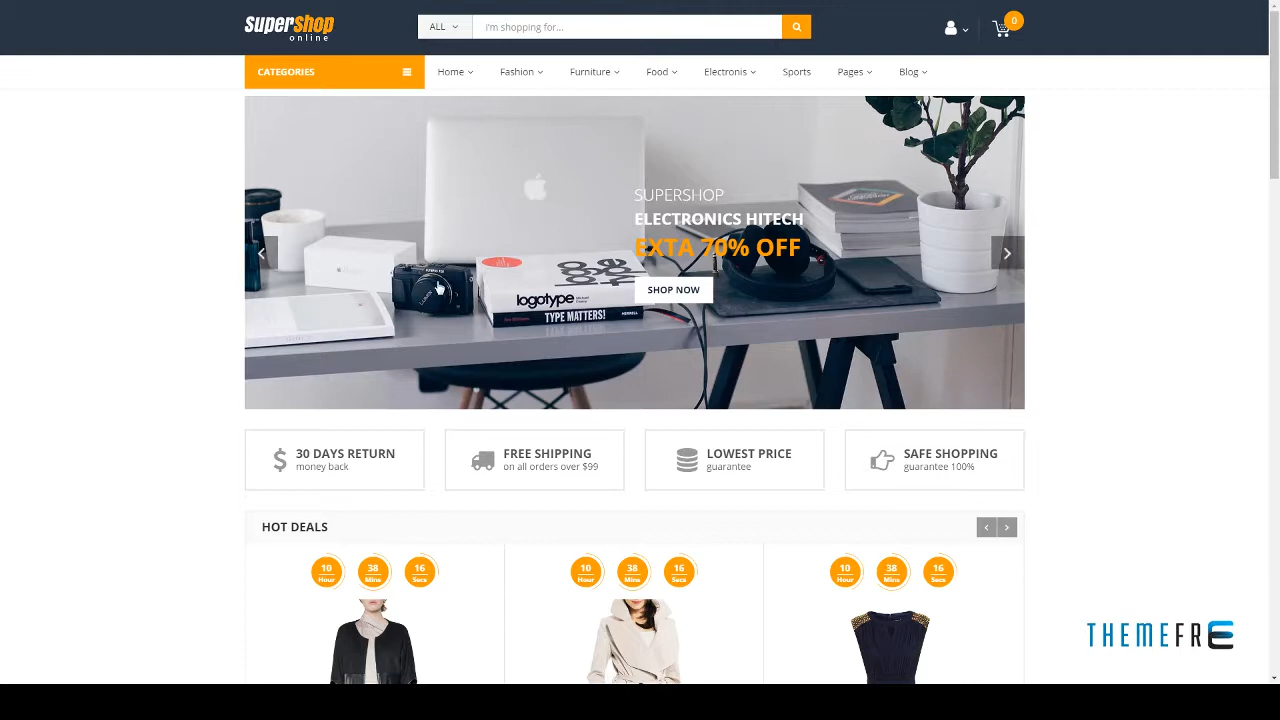 supershop
online
ALL
I'm shopping for...
0
CATEGORIES
Home
Fashion
Furniture
Food
Electronis
Sports
Pages
Blog
SUPERSHOP
ELECTRONICS HITECH
EXTA 70% OFF
SHOP NOW
logotype
TYPE MATTERS!
30 DAYS RETURN
money back
FREE SHIPPING
on all orders over $99
LOWEST PRICE
guarantee
SAFE SHOPPING
guarantee 100%
HOT DEALS
10
Hour
38
Mins
16
Secs
10
Hour
38
Mins
16
Secs
10
Hour
38
Mins
16
Secs
THEMEFRE